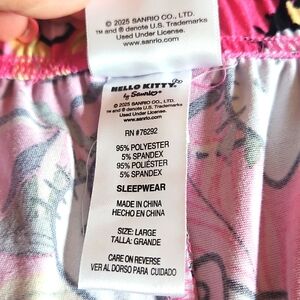 © 2025 SANRIO CO., LTD.
™ and ® denote U.S. Trademarks
Used Under License.
www.sanrio.com
HELLO KITTY
by Sanrio
© 2025 SANRIO CO., LTD.
™ and ® denote U.S. Trademarks
Used Under License.
www.sanrio.com
RN #76292
95% POLYESTER
5% SPANDEX
95% POLIÉSTER
5% SPANDEX
SLEEPWEAR
MADE IN CHINA
HECHO EN CHINA
SIZE: LARGE
TALLA: GRANDE
CARE ON REVERSE
VER AL DORSO PARA CUIDADO